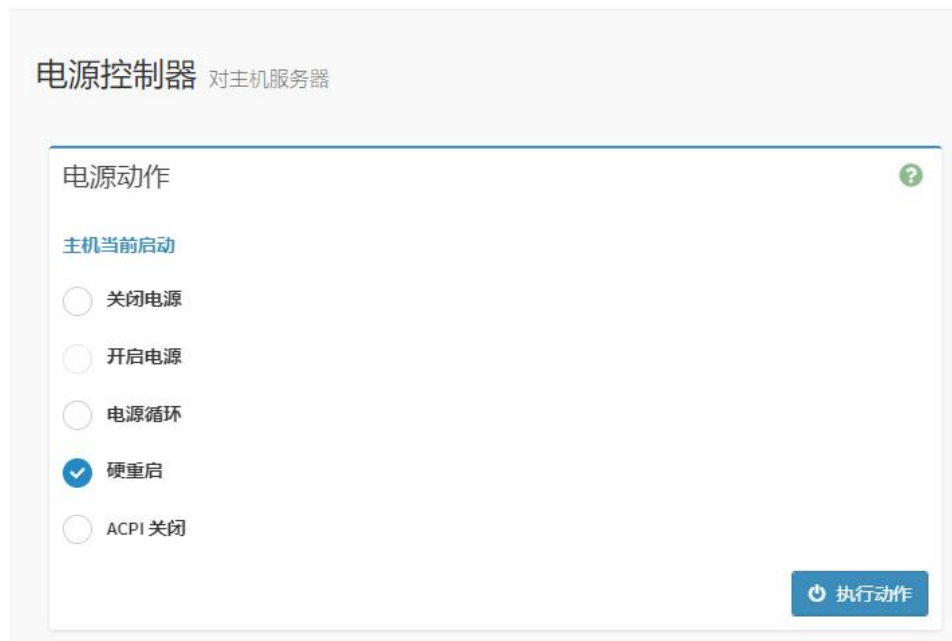 电源控制器 对主机服务器
电源动作
主机当前启动
关闭电源
开启电源
电源循环
硬重启
ACPI 关闭
执行动作